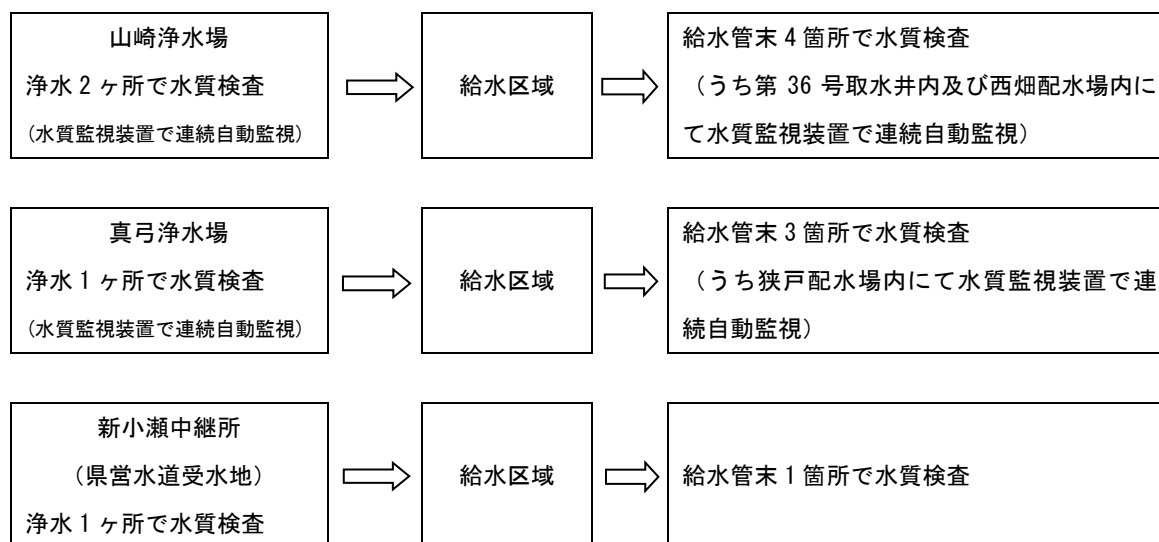 山崎浄水場
浄水2ヶ所で水質検査
(水質監視装置で連続自動監視)
給水区域
給水管末4箇所で水質検査
（うち第 36 号取水井内及び西畑配水場内に
て水質監視装置で連続自動監視）
真弓浄水場
浄水1ヶ所で水質検査
(水質監視装置で連続自動監視)
給水区域
給水管末3箇所で水質検査
（うち狭戸配水場内にて水質監視装置で連
続自動監視）
新小瀬中継所
（県営水道受水地）
浄水1ヶ所で水質検査
給水区域
給水管末1箇所で水質検査